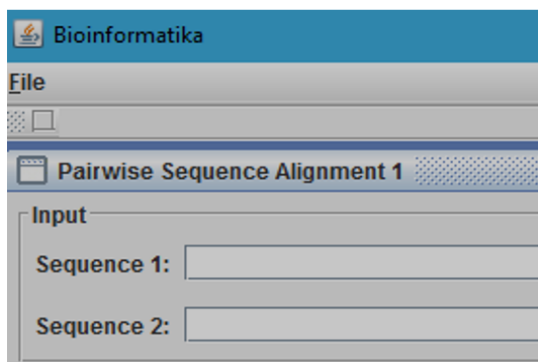 Bioinformatika
File
Pairwise Sequence Alignment 1
Input
Sequence 1:
Sequence 2: